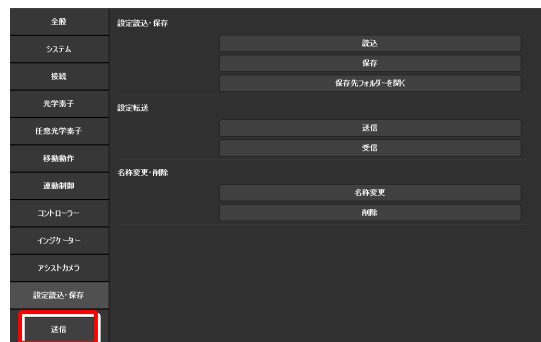 全般
システム
接続
光学素子
任意光学素子
移動動作
連動制御
コントローラー
インジケーター
アシストカメラ
設定読込・保存
送信
設定読込・保存
読込
保存
保存先フォルダーを開く
設定転送
送信
受信
名称変更・削除
名称変更
削除